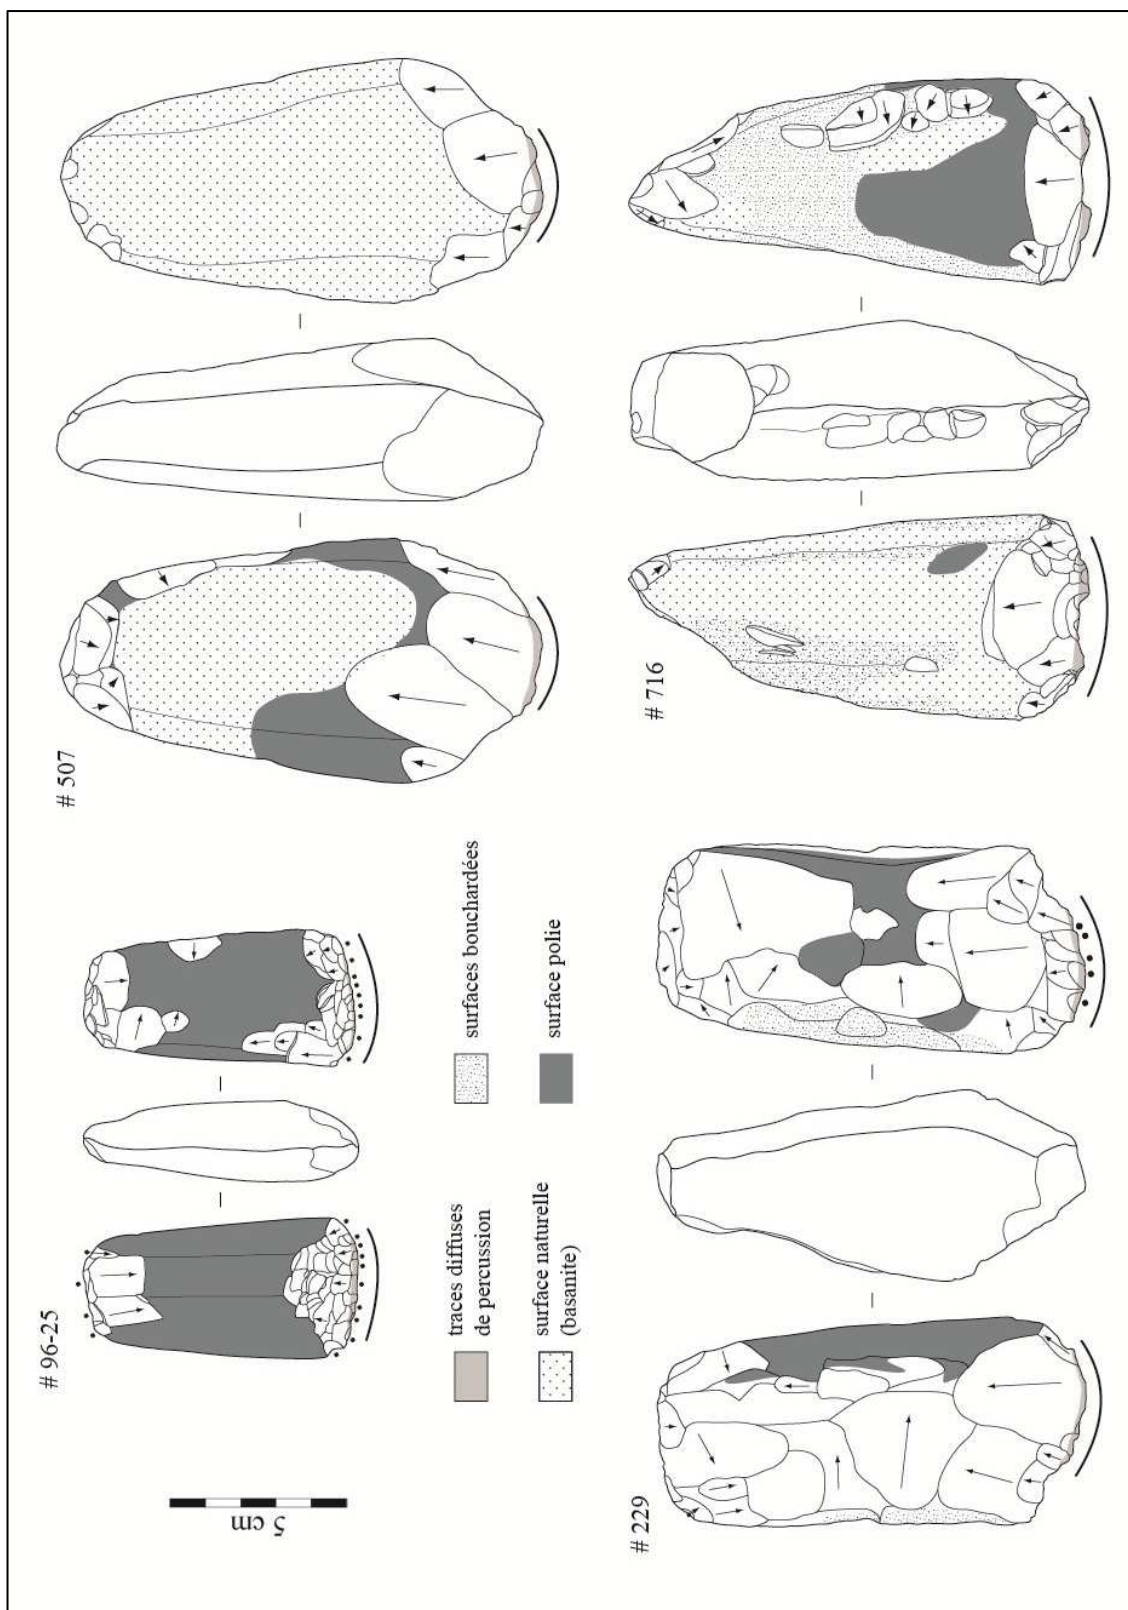 # 96-25
# 507
5 cm
traces diffuses
de percussion
surfaces bouchardées
surface naturelle
(basanite)
surface polie
# 229
# 716